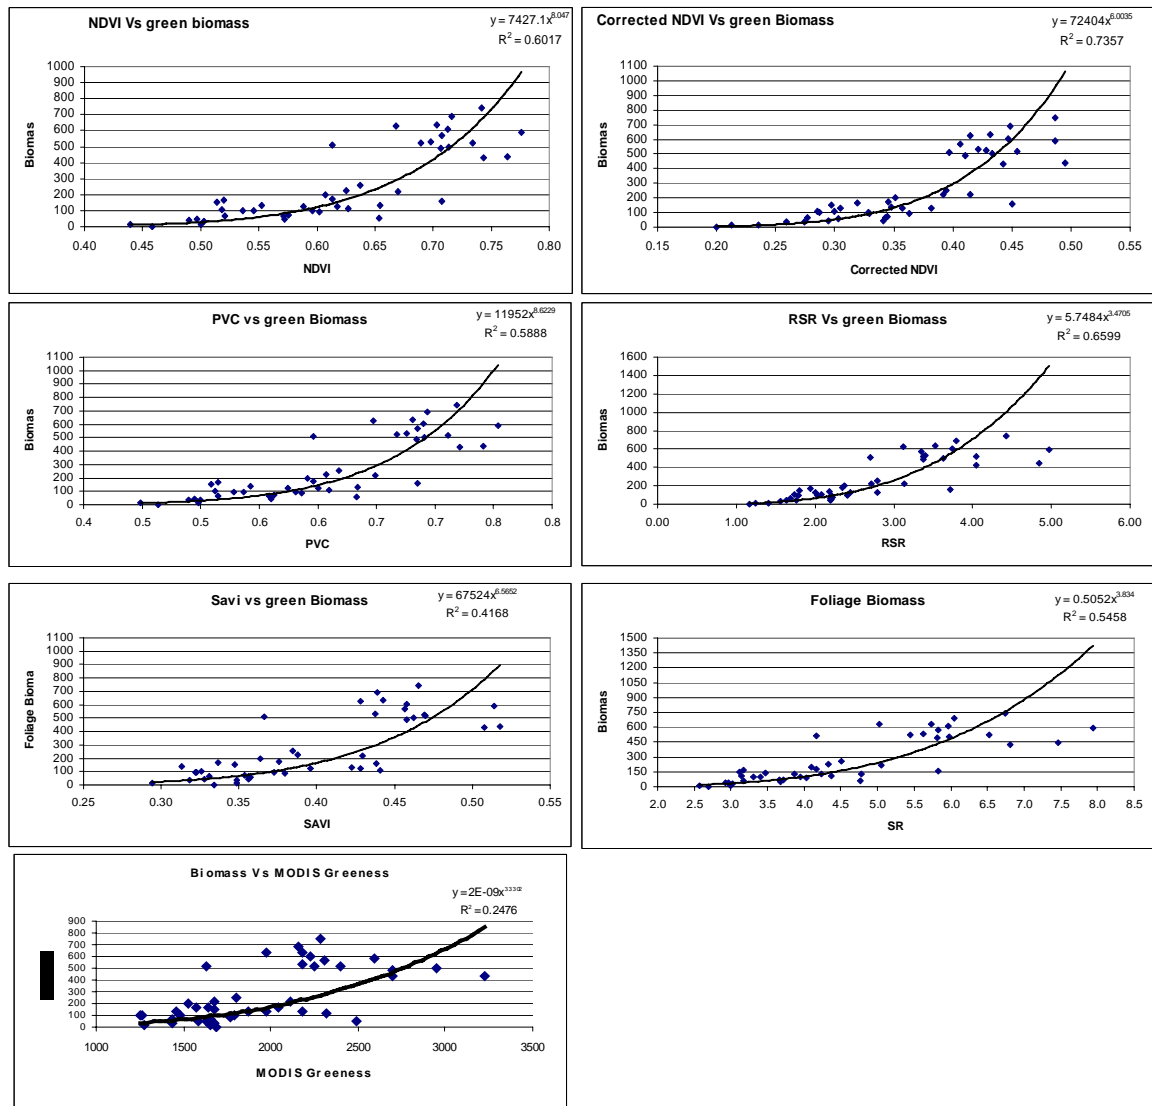 NDVI Vs green biomass
y = 7427.1x^8.047
R² = 0.6017
1000
900
800
700
600
500
400
300
200
100
0
0.40 0.45 0.50 0.55 0.60 0.65 0.70 0.75 0.80
Biomas
NDVI
Corrected NDVI Vs green Biomass
y = 72404x^6.0035
R² = 0.7357
1100
1000
900
800
700
600
500
400
300
200
100
0
0.15 0.20 0.25 0.30 0.35 0.40 0.45 0.50 0.55
Biomas
Corrected NDVI
PVC vs green Biomass
y = 11952x^8.6229
R² = 0.5888
1100
1000
900
800
700
600
500
400
300
200
100
0
0.4 0.5 0.5 0.6 0.6 0.7 0.7 0.8 0.8
Biomas
PVC
RSR Vs green Biomass
y = 5.7484x^3.4705
R² = 0.6599
1600
1400
1200
1000
800
600
400
200
0
0.00 1.00 2.00 3.00 4.00 5.00 6.00
Biomas
RSR
Savi vs green Biomass
y = 67524x^6.5652
R² = 0.4168
1100
1000
900
800
700
600
500
400
300
200
100
0
0.25 0.30 0.35 0.40 0.45 0.50 0.55
Foliage Bioma
SAVI
Foliage Biomass
y = 0.5052x^3.834
R² = 0.5458
1500
1350
1200
1050
900
750
600
450
300
150
0
2.0 2.5 3.0 3.5 4.0 4.5 5.0 5.5 6.0 6.5 7.0 7.5 8.0 8.5
Biomas
SR
Biomass Vs MODIS Greeness
y = 2E-09x^3.3302
R² = 0.2476
900
800
700
600
500
400
300
200
100
0
1000 1500 2000 2500 3000 3500
MODIS Greeness